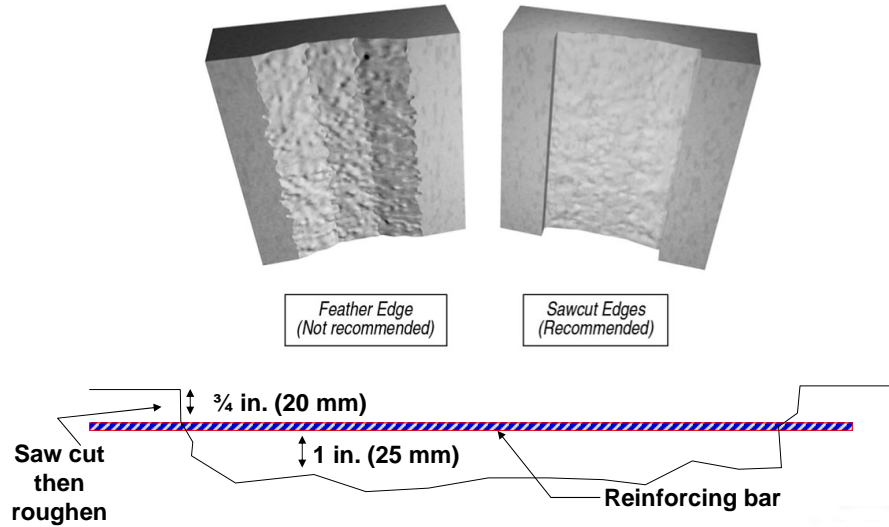 Feather Edge
(Not recommended)
Sawcut Edges
(Recommended)
¾ in. (20 mm)
1 in. (25 mm)
Saw cut
then
roughen
Reinforcing bar